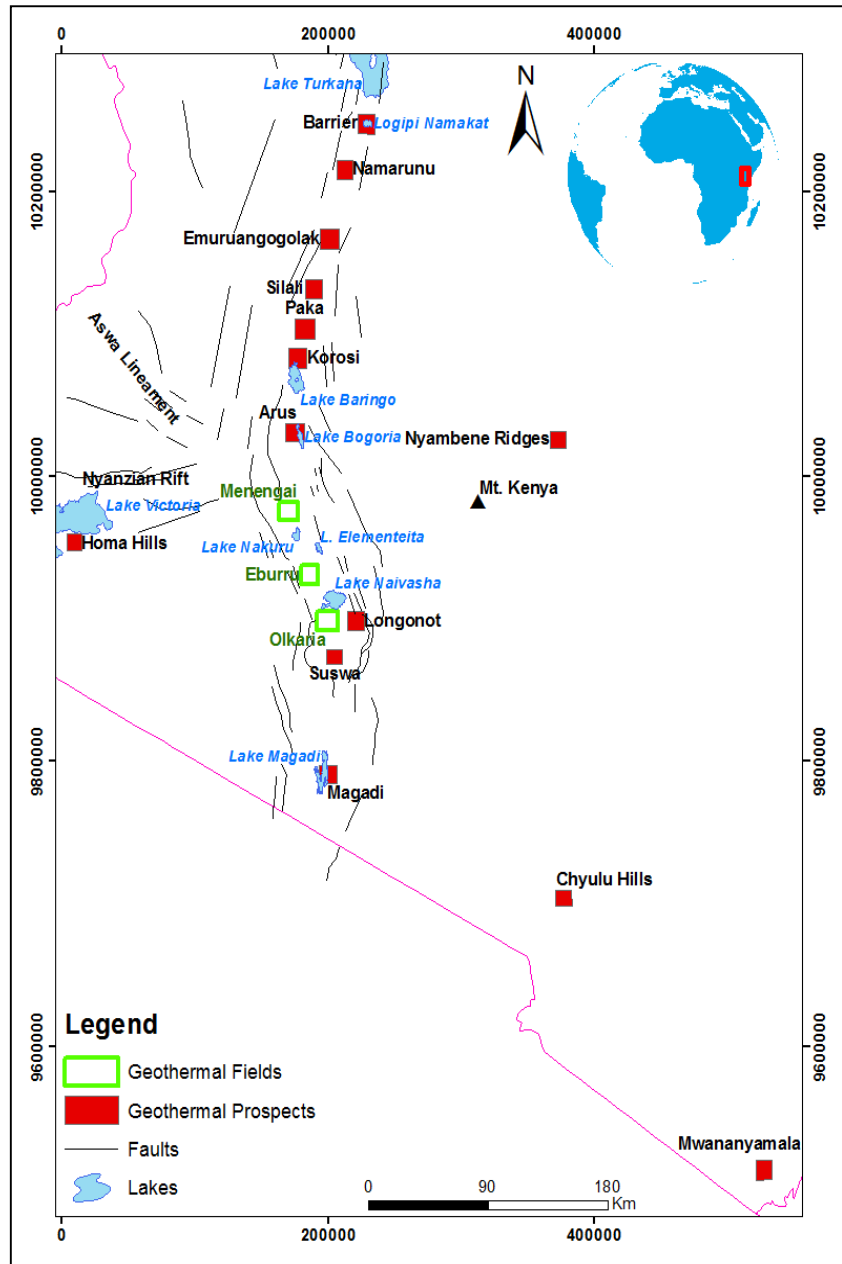 0
200000
400000
Lake Turkana
N
Barrier
Logipi Namakat
Namarunu
10200000
10200000
Emuruangogolak
Silali
Paka
Korosi
Aswa Lineament
Lake Baringo
Arus
Lake Bogoria
Nyambene Ridges
10000000
10000000
Nyanzian Rift
Mt. Kenya
Menengai
Lake Victoria
L. Elementeita
Homa Hills
Lake Nakuru
Eburru
Lake Naivasha
Longonot
Olkaria
Suswa
Lake Magadi
9800000
9800000
Magadi
Chyulu Hills
Legend
9600000
9600000
Geothermal Fields
Geothermal Prospects
Faults
Mwananyamala
Lakes
0
90
180
Km
0
200000
400000